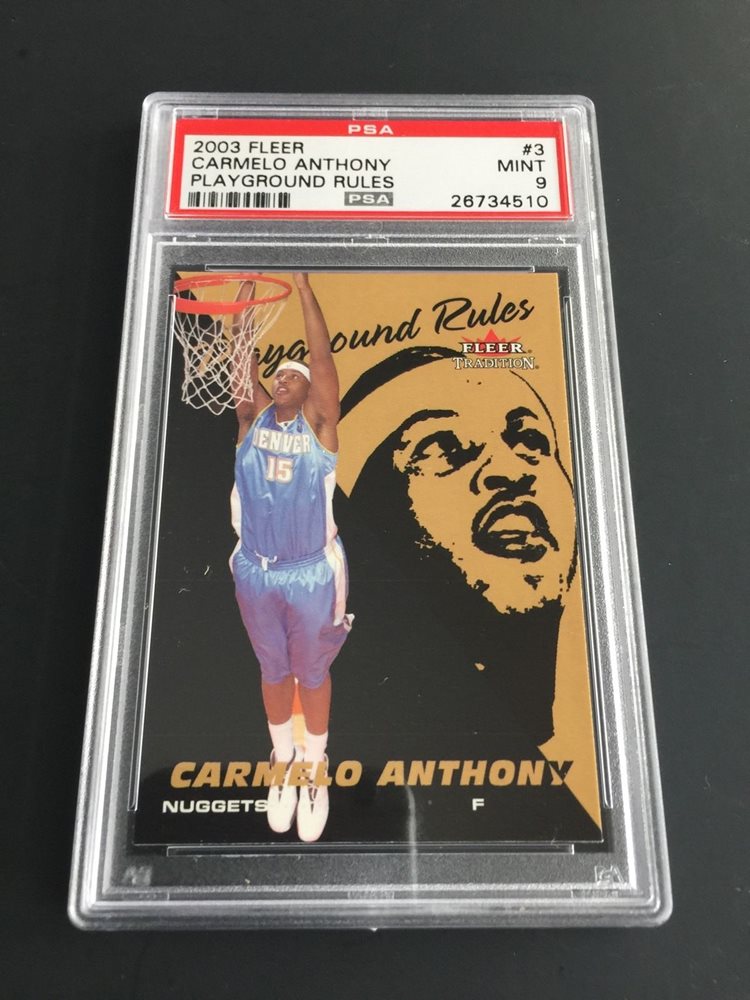 PSA
2003 FLEER #3
CARMELO ANTHONY MINT
PLAYGROUND RULES 9
PSA 26734510
Playground Rules
FLEER
TRADITION
DENVER
15
CARMELO ANTHONY
NUGGETS F